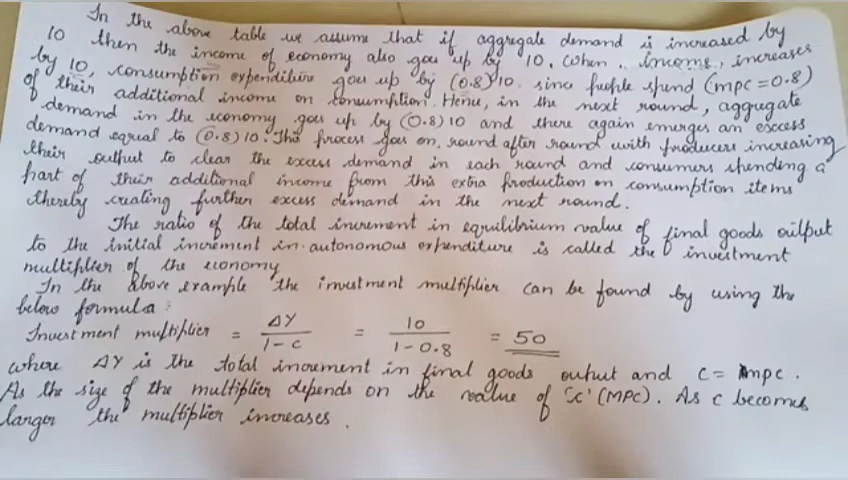 In the above table we assume that if aggregate demand is increased by
10 then the income of economy also goes up by 10. When income increases
by 10, consumption expenditure goes up by (0.8)10. since people spend (mpc=0.8)
of their additional income on consumption. Hence, in the next round, aggregate
demand in the economy goes up by (0.8)10 and there again emerges an excess
demand equal to (0.8)10. This process goes on, round after round with producers increasing
their output to clear the excess demand in each round and consumers spending a
part of their additional income from this extra production on consumption items
thereby creating further excess demand in the next round.
The ratio of the total increment in equilibrium value of final goods output
to the initial increment in autonomous expenditure is called the investment
multiplier of the economy
In the above example the investment multiplier can be found by using the
below formula:
Investment multiplier = ΔY / 1-c = 10 / 1-0.8 = 50
where ΔY is the total increment in final goods output and c = mpc.
As the size of the multiplier depends on the value of 'c' (MPC). As c becomes
larger the multiplier increases.